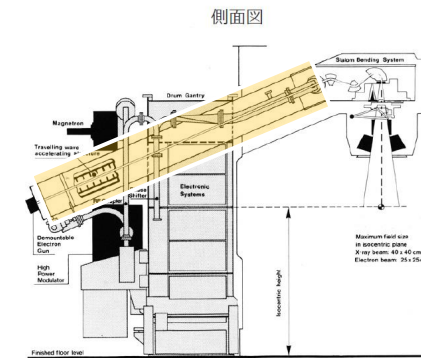 側面図
Slalom Bending System
Drum Gantry
Magnetron
Travelling wave
accelerating
Electronic
Systems
Demountable
Electron
Gun
High
Power
Modulator
Isocentric height
Maximum field size
in isocentric plane
X-ray beam: 40 x 40 cm
Electron beam: 25 x 25
Finished floor level